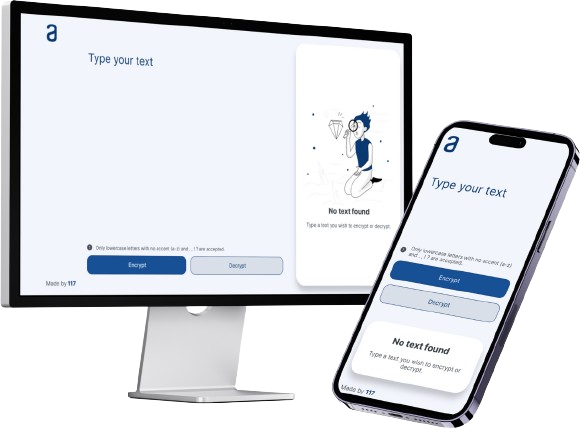 a
Type your text
No text found
Type a text you wish to encrypt or decrypt.
Only lowercase letters with no accent (a-z)
and , . ! ? are accepted.
Encrypt
Decrypt
Made by 117
a
Type your text
Only lowercase letters with no accent (a-z)
and , . ! ? are accepted.
Encrypt
Decrypt
No text found
Type a text you wish to encrypt or
decrypt.
Made by 117